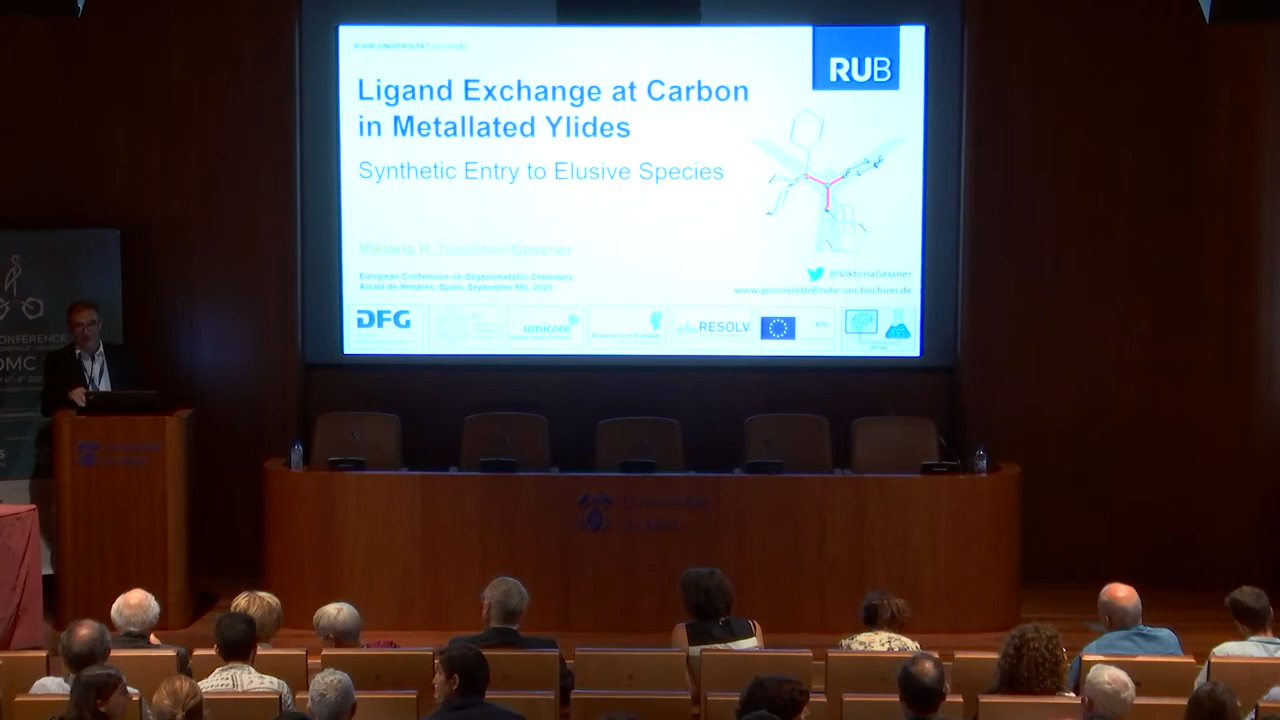 RUHR-UNIVERSITÄT BOCHUM
RUB
Ligand Exchange at Carbon
in Metallated Ylides
Synthetic Entry to Elusive Species
Viktoria H. Gessner
European Conference on Organometallic Chemistry
Alcalá de Henares, Spain, September 6th, 2023
@ViktoriaGessner
www.gessnerlab@rohr-uni-bochum.de
DFG
umicore
RESOLV
erc
CONFERENCE
OMC